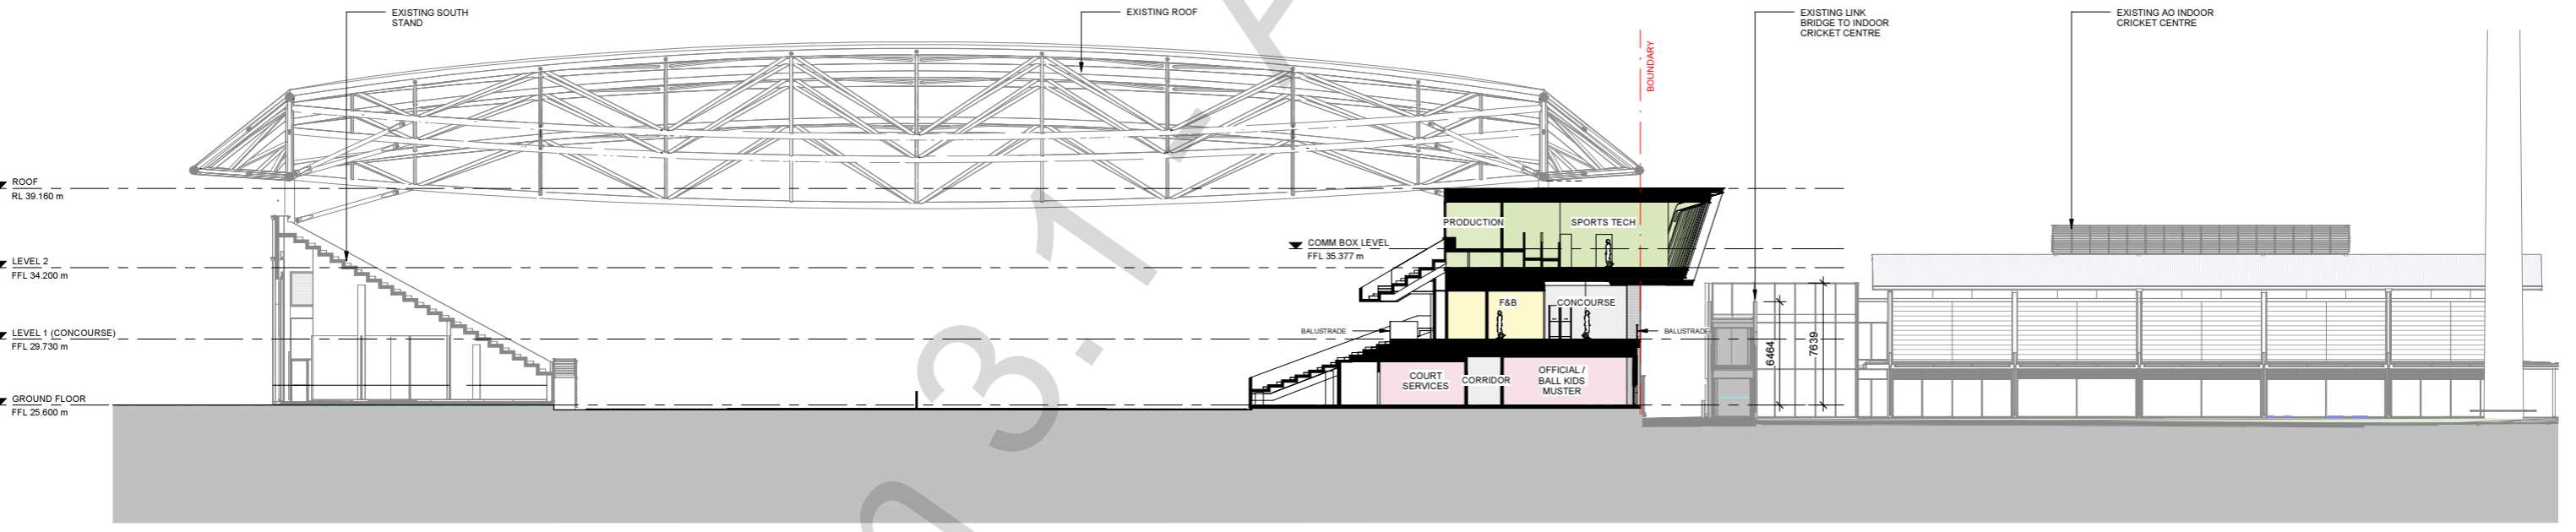 EXISTING SOUTH
STAND
EXISTING ROOF
EXISTING LINK
BRIDGE TO INDOOR
CRICKET CENTRE
EXISTING AO INDOOR
CRICKET CENTRE
BOUNDARY
ROOF
RL 39.160 m
PRODUCTION
SPORTS TECH
COMM BOX LEVEL
FFL 35.377 m
LEVEL 2
FFL 34.200 m
F&B
CONCOURSE
BALUSTRADE
BALUSTRADE
LEVEL 1 (CONCOURSE)
FFL 29.730 m
6464
7639
COURT
SERVICES
CORRIDOR
OFFICIAL /
BALL KIDS
MUSTER
GROUND FLOOR
FFL 25.600 m
3.1